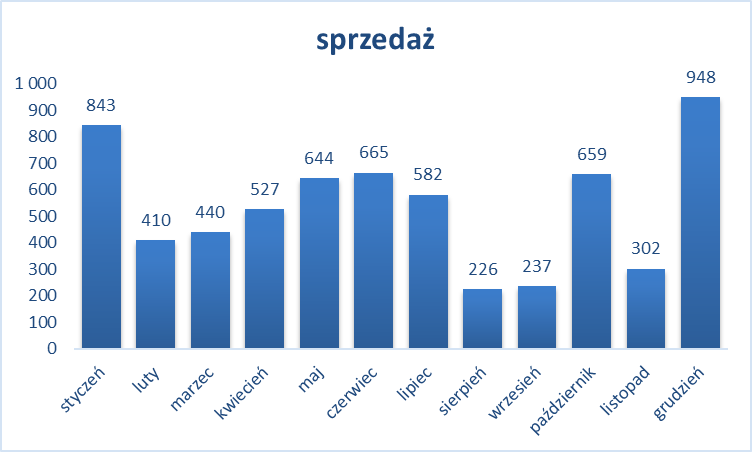 sprzedaż
1 000
900
800
700
600
500
400
300
200
100
0
843
410
440
527
644
665
582
226
237
659
302
948
styczeń
luty
marzec
kwiecień
maj
czerwiec
lipiec
sierpień
wrzesień
październik
listopad
grudzień